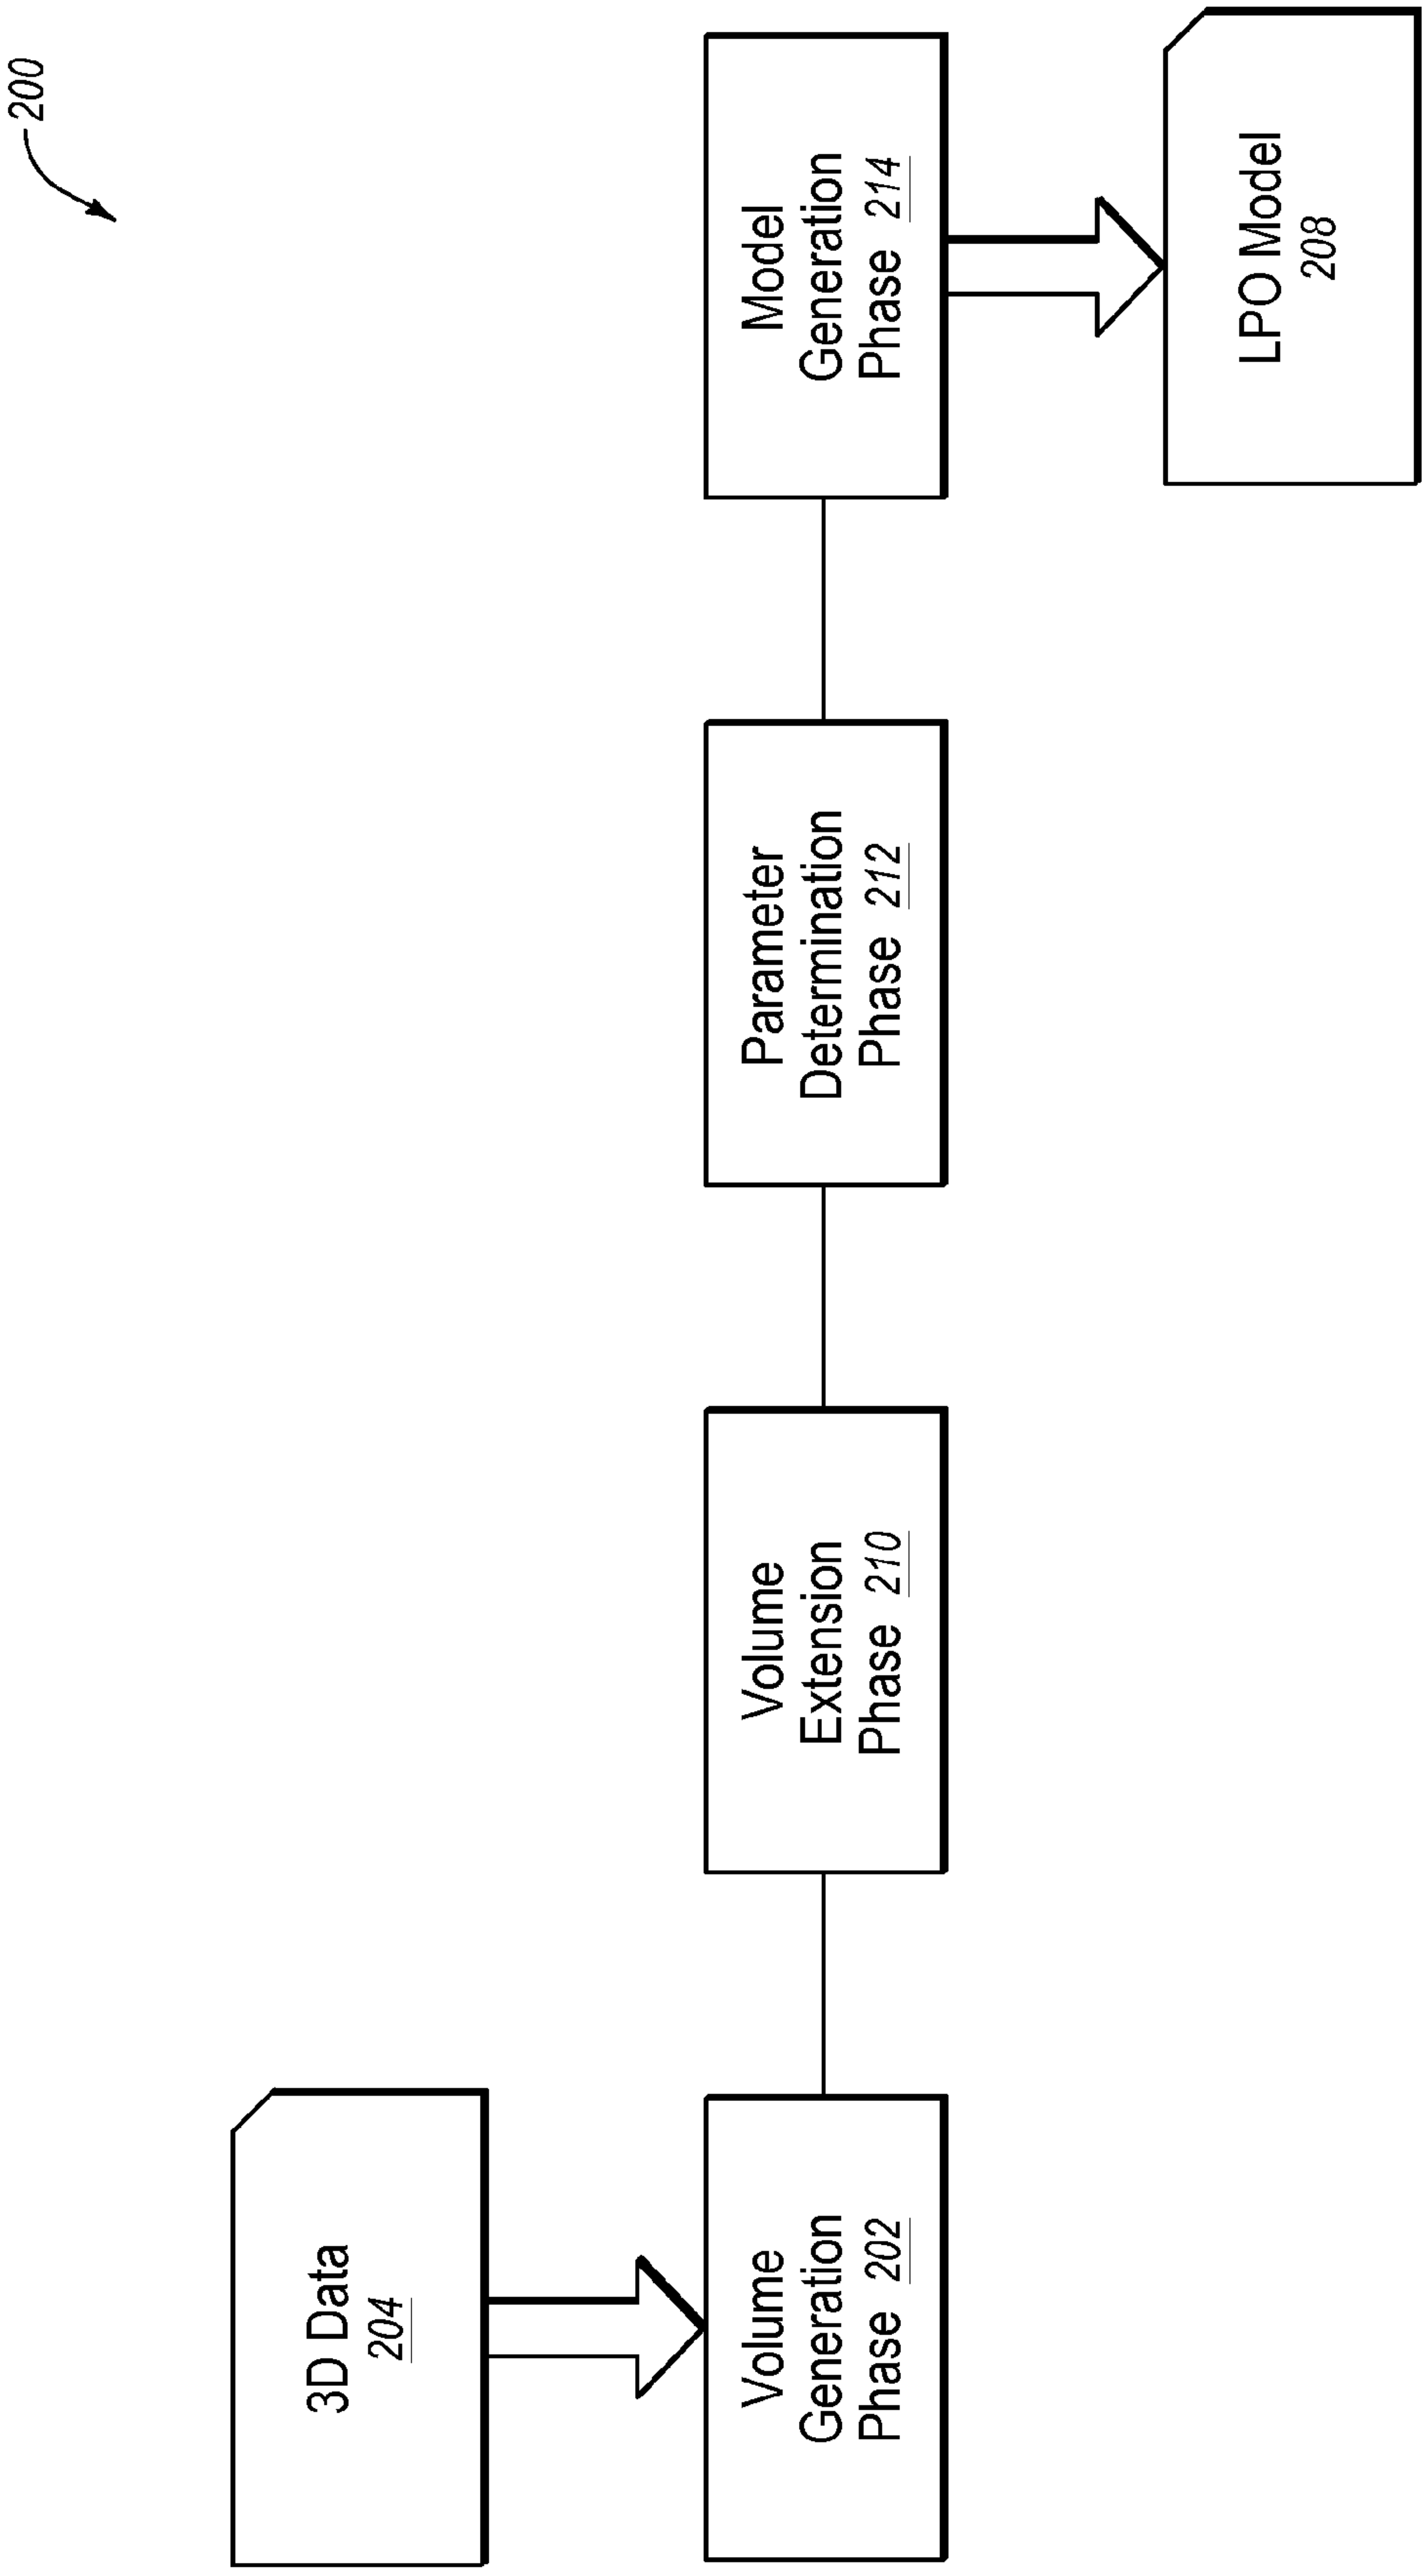 200
3D Data
204
Volume
Generation
Phase 202
Volume
Extension
Phase 210
Parameter
Determination
Phase 212
Model
Generation
Phase 214
LPO Model
208